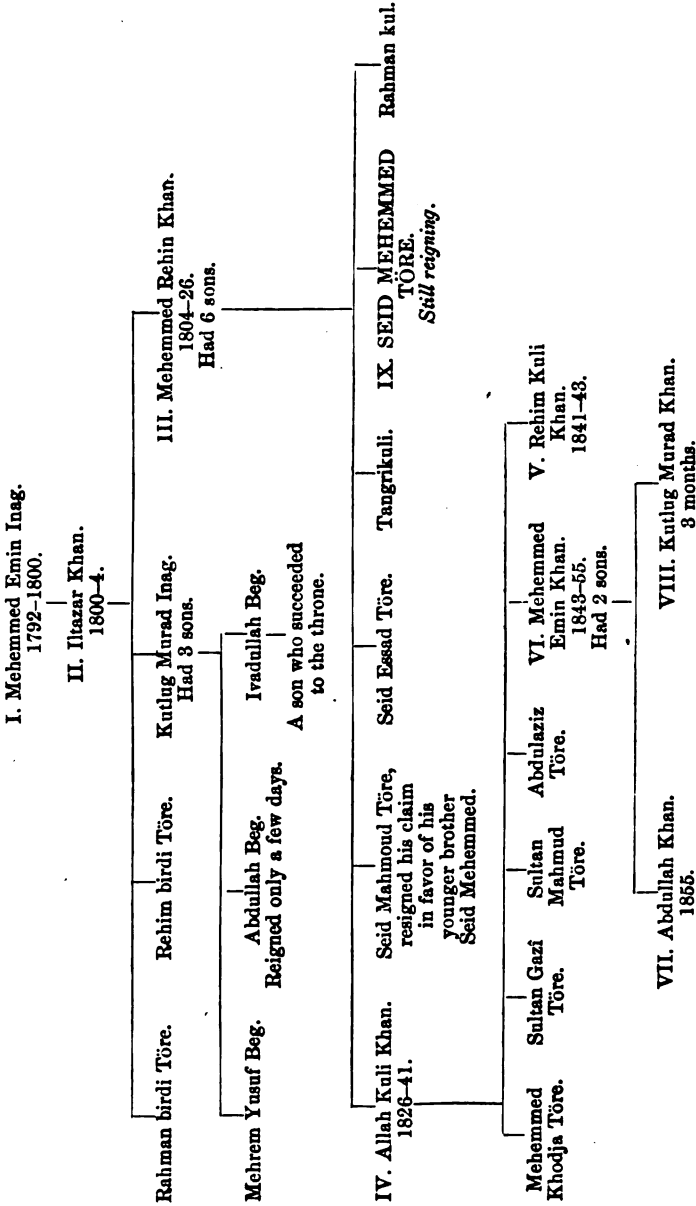 I. Mehemmed Emin Inag.
1792-1800.
II. Iltazar Khan.
1800-4.
Rahman birdi Töre.
Rehim birdi Töre.
Kutlug Murad Inag.
Had 3 sons.
III. Mehemmed Rehin Khan.
1804-26.
Had 6 sons.
Mehrem Yusuf Beg.
Abdullah Beg.
Reigned only a few days.
Ivadullah Beg.
A son who succeeded
to the throne.
IV. Allah Kuli Khan.
1826-41.
Seid Mahmoud Töre,
resigned his claim
in favor of his
younger brother
Seid Mehemmed.
Seid Essad Töre.
Tangrikuli.
IX. SEID MEHEMMED
TÖRE.
Still reigning.
Rahman kul.
Mehemmed
Khodja Töre.
Sultan Gazi
Töre.
Sultan
Mahmud
Töre.
Abdulaziz
Töre.
VI. Mehemmed
Emin Khan.
1843-55.
Had 2 sons.
V. Rehim Kuli
Khan.
1841-43.
VII. Abdullah Khan.
1855.
VIII. Kutlug Murad Khan.
3 months.